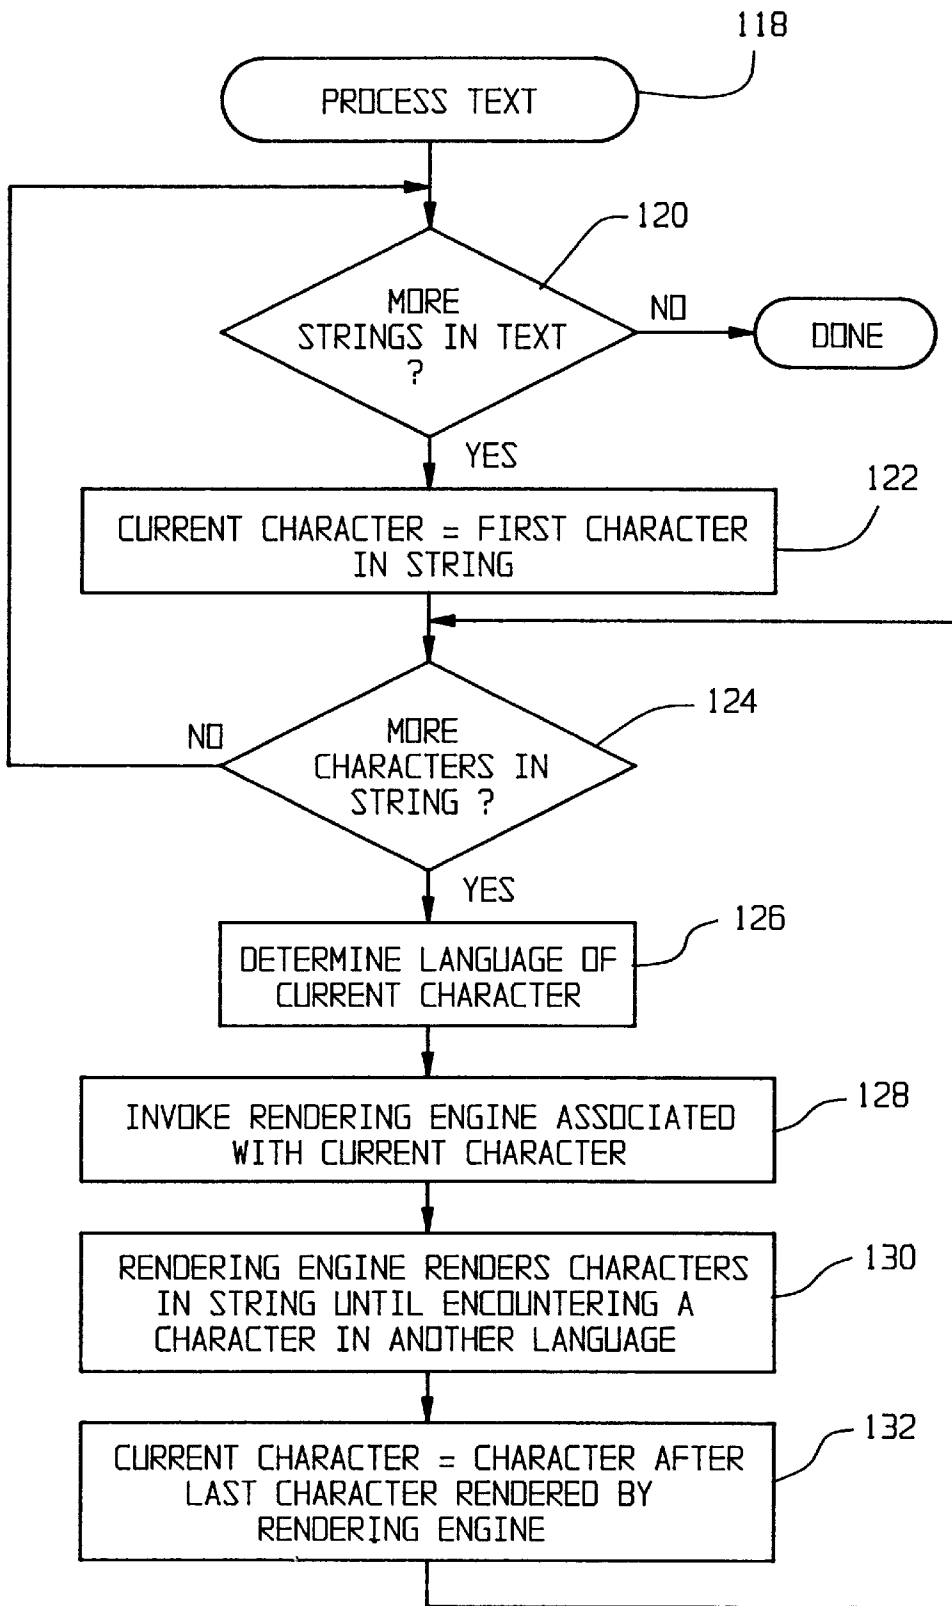 118
PROCESS TEXT
120
MORE
STRINGS IN TEXT
?
NO
DONE
YES
122
CURRENT CHARACTER = FIRST CHARACTER
IN STRING
124
NO
MORE
CHARACTERS IN
STRING ?
YES
126
DETERMINE LANGUAGE OF
CURRENT CHARACTER
128
INVOKE RENDERING ENGINE ASSOCIATED
WITH CURRENT CHARACTER
130
RENDERING ENGINE RENDERS CHARACTERS
IN STRING UNTIL ENCOUNTERING A
CHARACTER IN ANOTHER LANGUAGE
132
CURRENT CHARACTER = CHARACTER AFTER
LAST CHARACTER RENDERED BY
RENDERING ENGINE